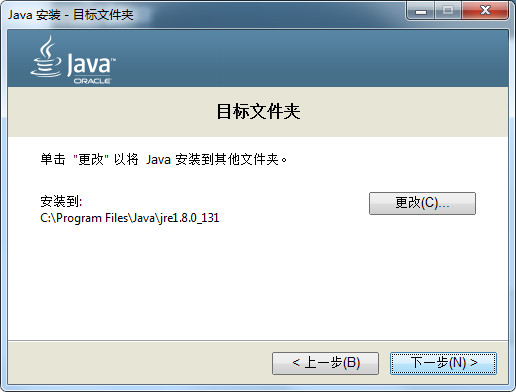 Java 安装 - 目标文件夹
Java™
ORACLE
目标文件夹
单击 "更改" 以将 Java 安装到其他文件夹。
安装到:
更改(C)...
C:\Program Files\Java\jre1.8.0_131
< 上一步(B)
下一步(N) >